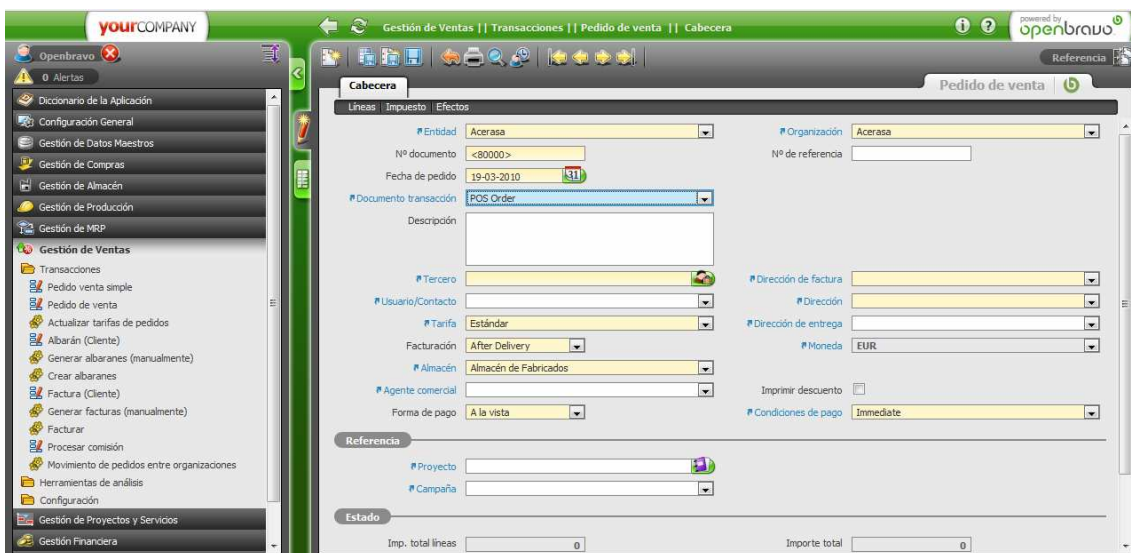 yourCOMPANY
Gestión de Ventas || Transacciones || Pedido de venta || Cabecera
powered by
openbravo
Openbravo
0 Alertas
Referencia
Cabecera
Pedido de venta
Líneas | Impuesto | Efectos
Diccionario de la Aplicación
Configuración General
Gestión de Datos Maestros
Gestión de Compras
Gestión de Almacén
Gestión de Producción
Gestión de MRP
Gestión de Ventas
Transacciones
Pedido venta simple
Pedido de venta
Actualizar tarifas de pedidos
Albarán (Cliente)
Generar albaranes (manualmente)
Crear albaranes
Factura (Cliente)
Generar facturas (manualmente)
Facturar
Procesar comisión
Movimiento de pedidos entre organizaciones
Herramientas de análisis
Configuración
Gestión de Proyectos y Servicios
Gestión Financiera
Entidad Acerasa Organización Acerasa
Nº documento <80000> Nº de referencia
Fecha de pedido 19-03-2010 31
Documento transacción POS Order
Descripción
Tercero Dirección de factura
Usuario/Contacto Dirección
Tarifa Estándar Dirección de entrega
Facturación After Delivery Moneda EUR
Almacén Almacén de Fabricados
Agente comercial Imprimir descuento
Forma de pago A la vista Condiciones de pago Immediate
Referencia
Proyecto
Campaña
Estado
Imp. total líneas 0 Importe total 0